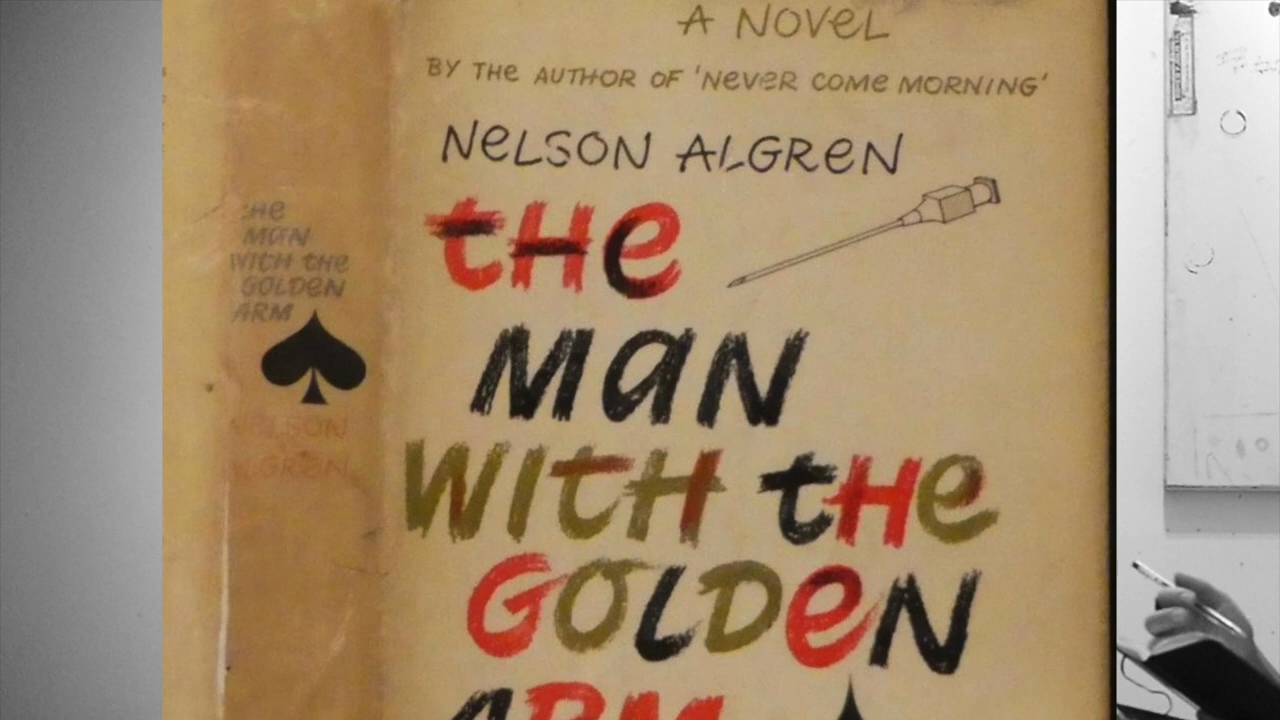 A NOVEL
BY THE AUTHOR OF 'NEVER COME MORNING'
NELSON ALGREN
THE
MAN
WITH THE
GOLDEN
ARM
THE
MAN
WITH THE
GOLDEN
ARM
NELSON
ALGREN